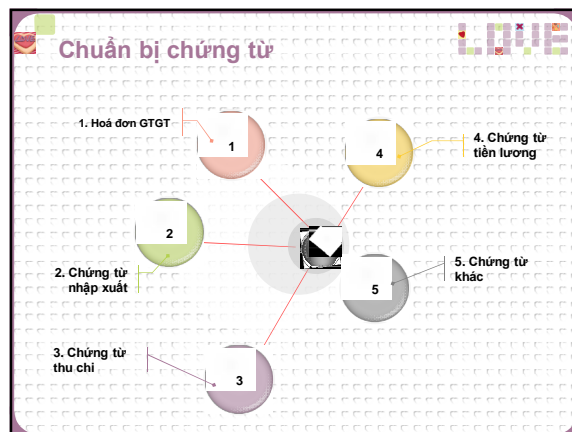 Chuẩn bị chứng từ
LOVE
1. Hoá đơn GTGT
1
4
4. Chứng từ
tiền lương
2
2. Chứng từ
nhập xuất
5
5. Chứng từ
khác
3. Chứng từ
thu chi
3